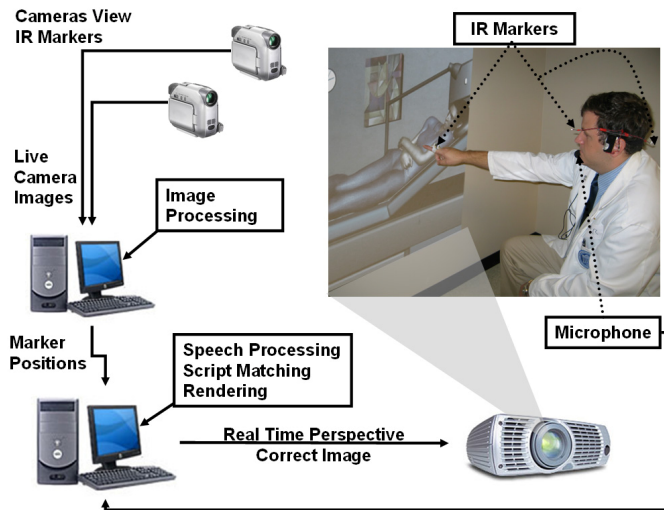 Cameras View
IR Markers
IR Markers
Live
Camera
Images
Image
Processing
Microphone
Marker
Positions
Speech Processing
Script Matching
Rendering
Real Time Perspective
Correct Image